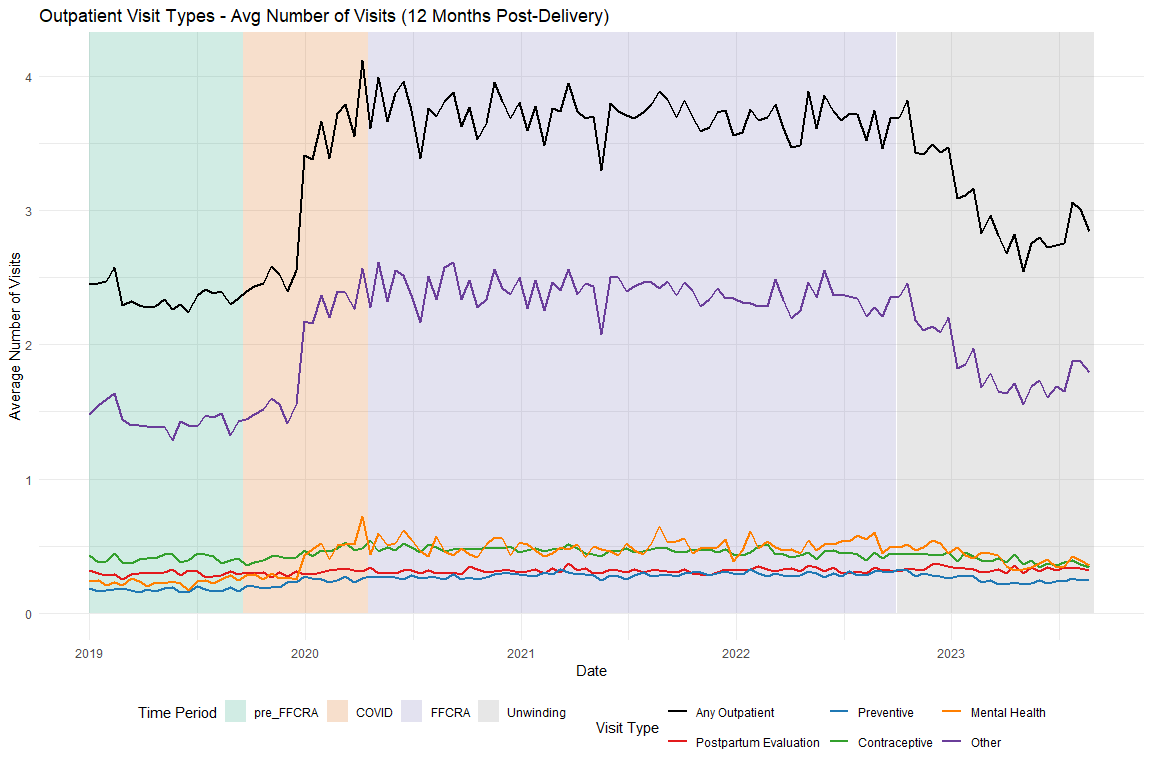 Outpatient Visit Types - Avg Number of Visits (12 Months Post-Delivery)
Average Number of Visits
4
3
2
1
0
2019 2020 2021 2022 2023
Date
Time Period pre_FFCRA COVID FFCRA Unwinding
Visit Type
Any Outpatient Preventive Mental Health
Postpartum Evaluation Contraceptive Other